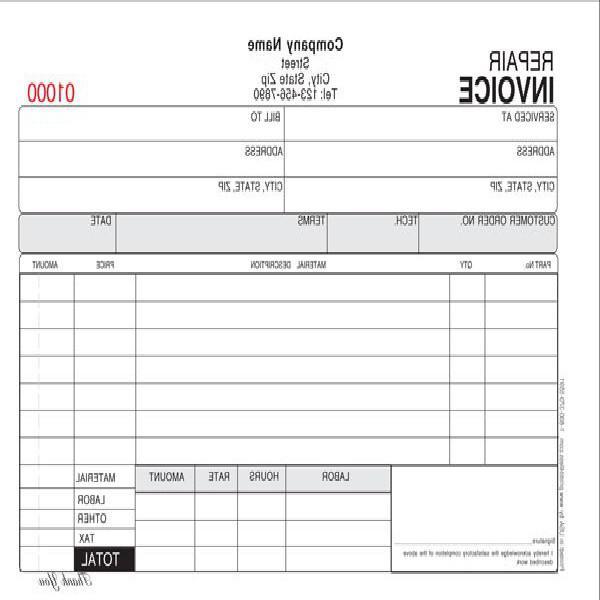 REPAIR
INVOICE
Company Name
Street
City, State Zip
Tel: 123-456-7890
01000
SERVICED AT
BILL TO
ADDRESS
ADDRESS
CITY, STATE, ZIP
CITY, STATE, ZIP
CUSTOMER ORDER NO. TECH. TERMS DATE
PART No. QTY MATERIAL DESCRIPTION PRICE AMOUNT
LABOR HOURS RATE AMOUNT
MATERIAL
LABOR
OTHER
TAX
TOTAL
Signature
I hereby acknowledge the satisfactory completion of the above
described work
Thank You